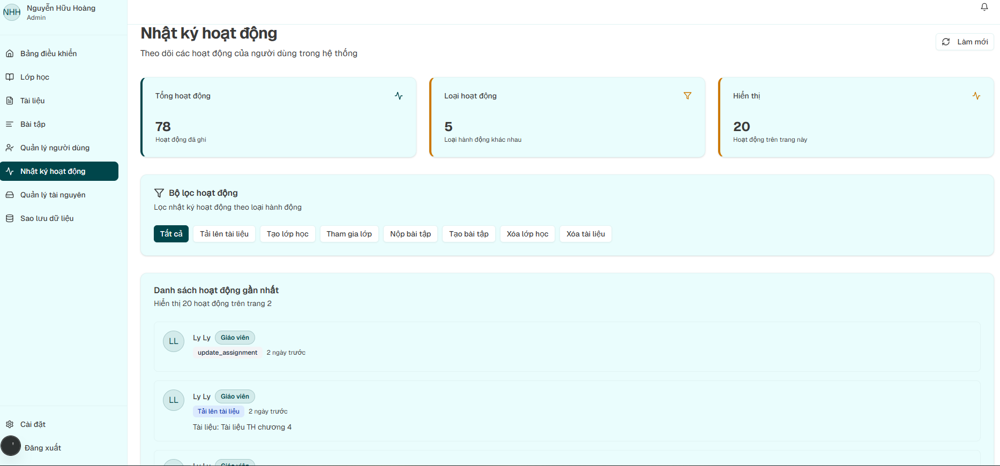 NHH
Nguyễn Hữu Hoàng
Admin
Bảng điều khiển
Lớp học
Tài liệu
Bài tập
Quản lý người dùng
Nhật ký hoạt động
Quản lý tài nguyên
Sao lưu dữ liệu
Cài đặt
Đăng xuất
Nhật ký hoạt động
Theo dõi các hoạt động của người dùng trong hệ thống
Làm mới
Tổng hoạt động
78
Hoạt động đã ghi
Loại hoạt động
5
Loại hành động khác nhau
Hiển thị
20
Hoạt động trên trang này
Bộ lọc hoạt động
Lọc nhật ký hoạt động theo loại hành động
Tất cả Tải lên tài liệu Tạo lớp học Tham gia lớp Nộp bài tập Tạo bài tập Xóa lớp học Xóa tài liệu
Danh sách hoạt động gần nhất
Hiển thị 20 hoạt động trên trang 2
LL
Ly Ly Giáo viên
update_assignment 2 ngày trước
LL
Ly Ly Giáo viên
Tải lên tài liệu 2 ngày trước
Tài liệu: Tài liệu TH chương 4
Ly Ly Giáo viên